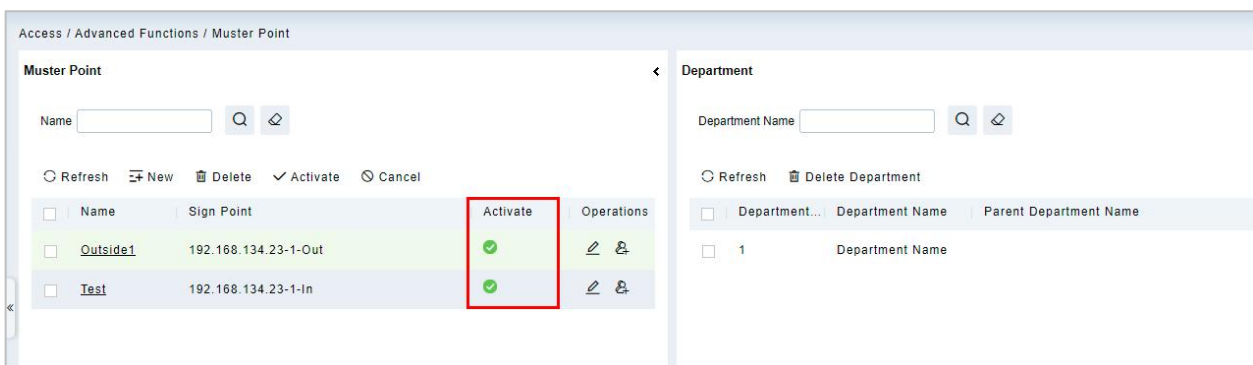 Access / Advanced Functions / Muster Point
Muster Point
Name
Refresh New Delete Activate Cancel
Name Sign Point Activate Operations
Outside1 192.168.134.23-1-Out
Test 192.168.134.23-1-In
Department
Department Name
Refresh Delete Department
Department... Department Name Parent Department Name
1 Department Name